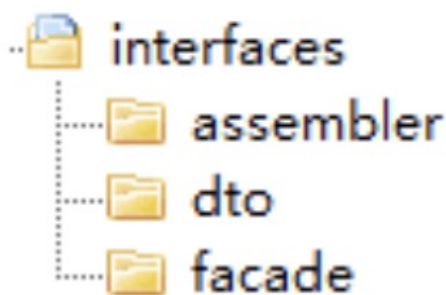 interfaces
assembler
dto
facade